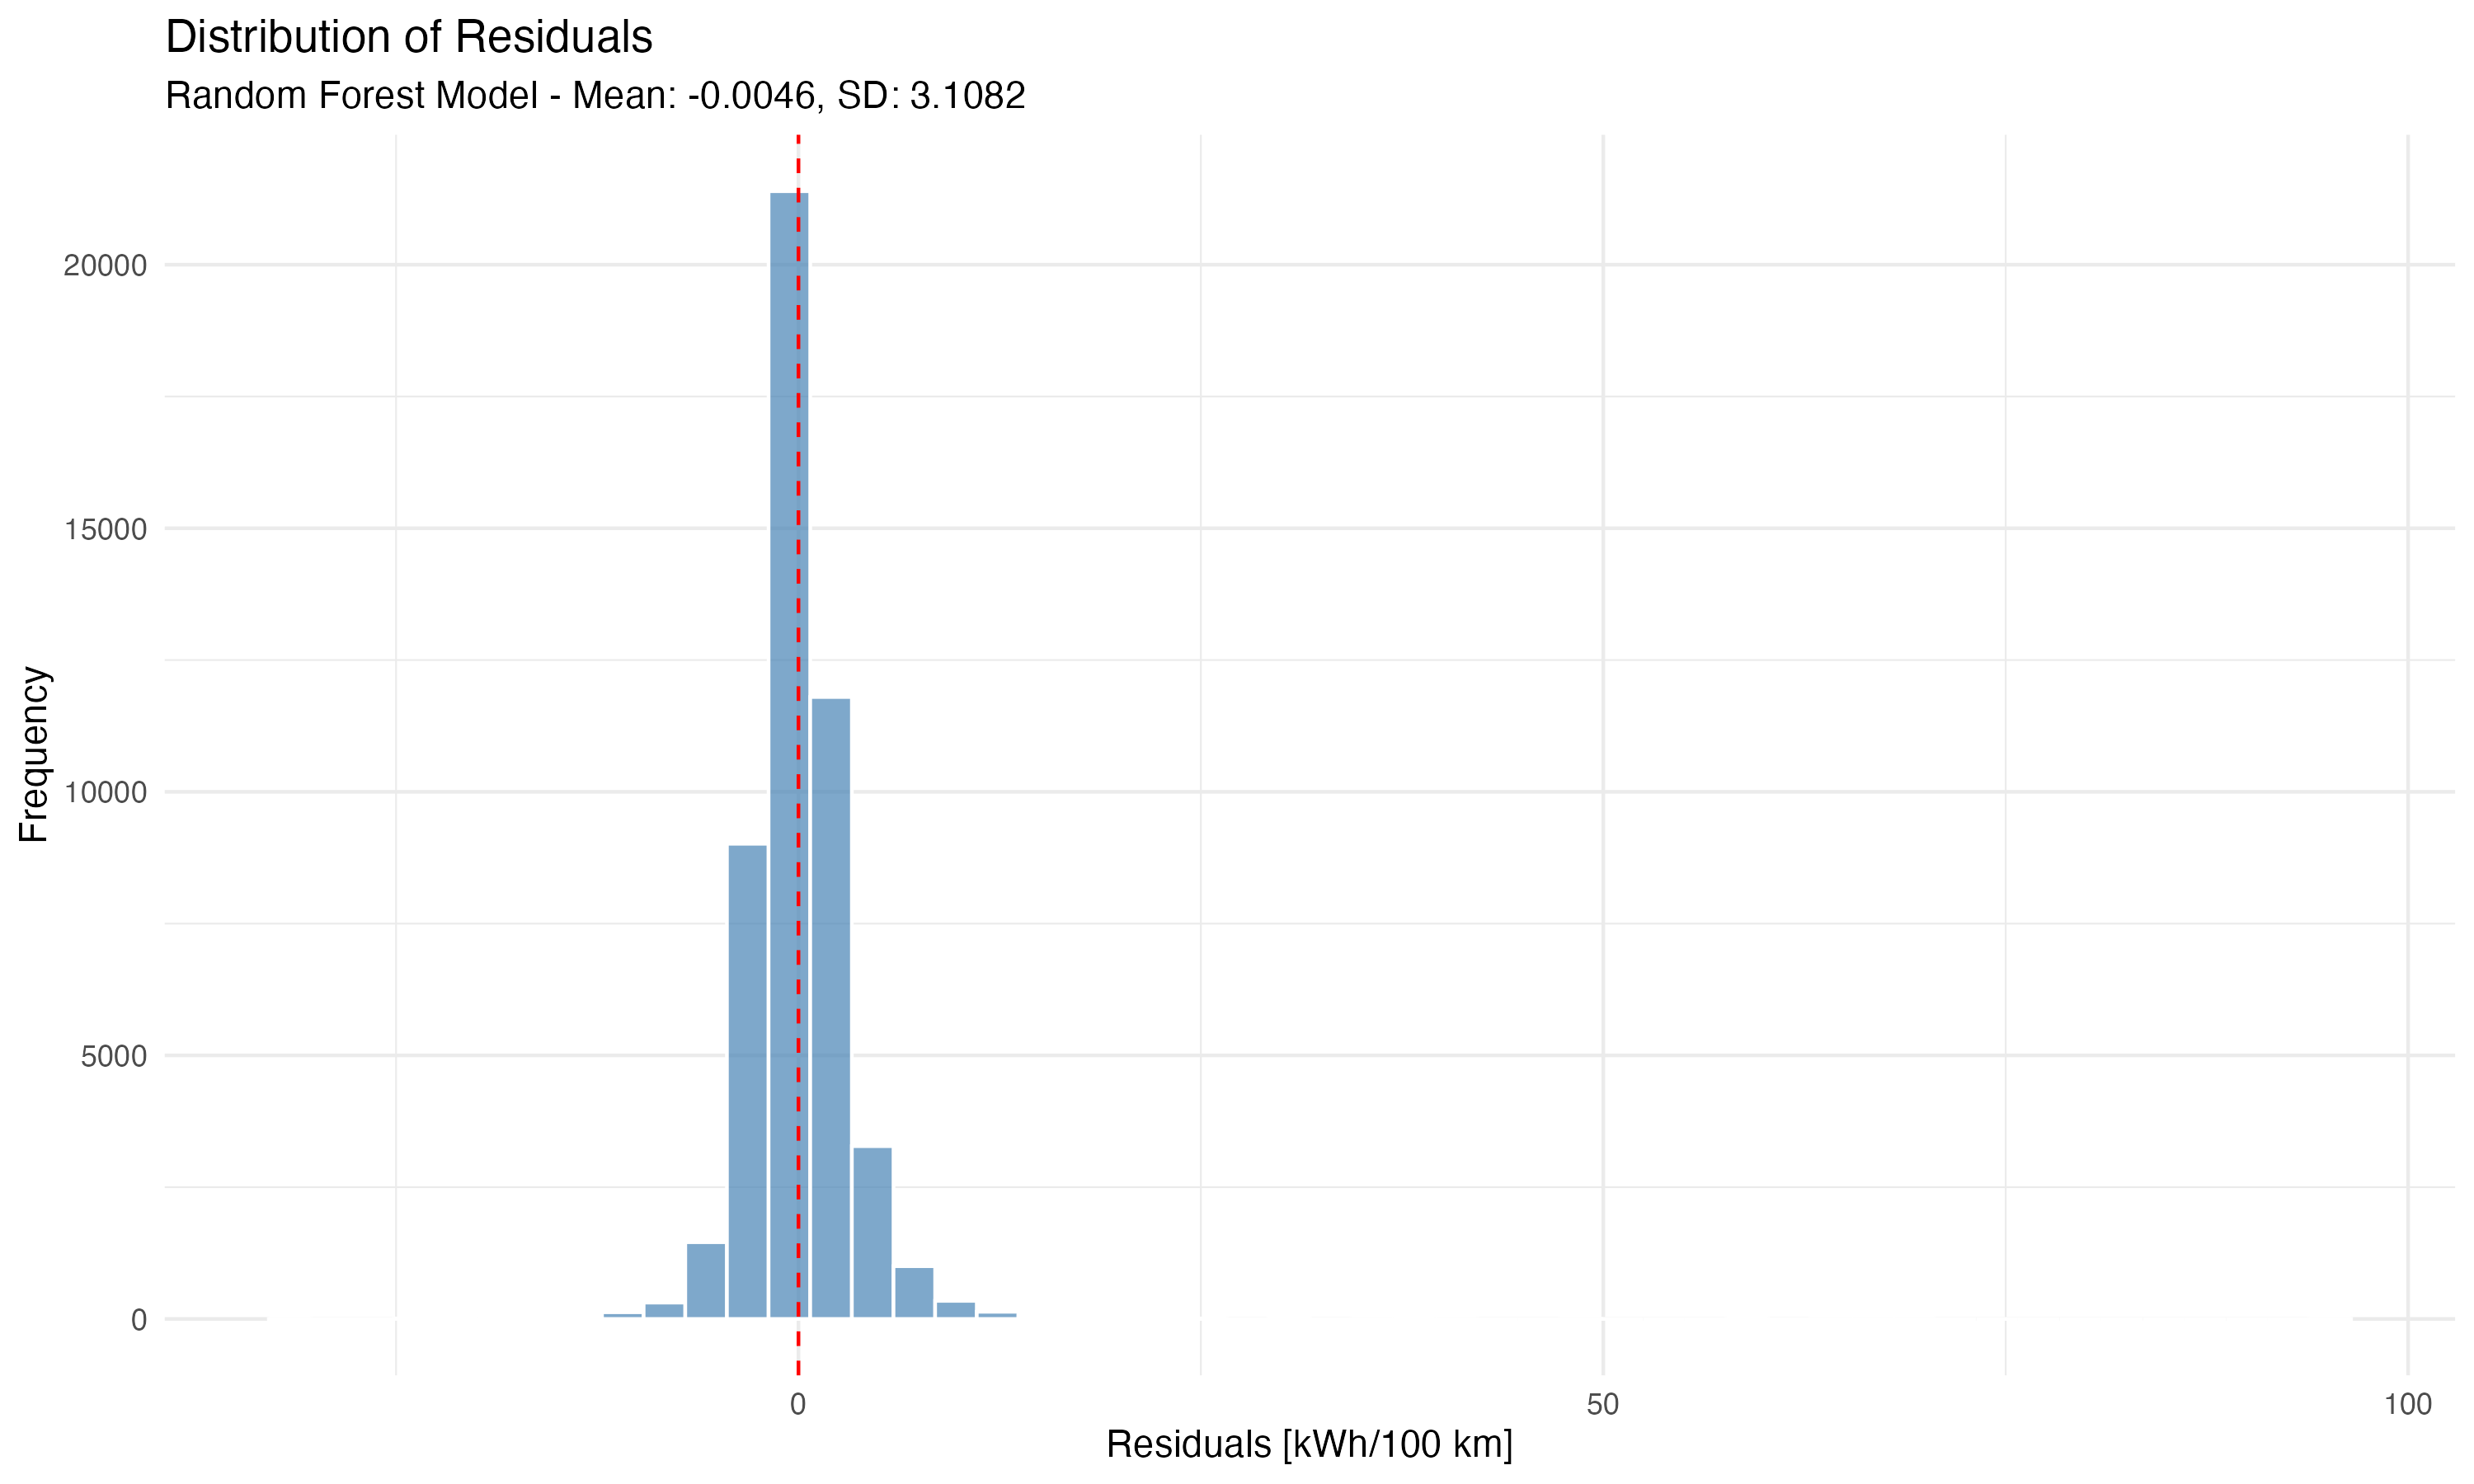 Distribution of Residuals
Random Forest Model - Mean: -0.0046, SD: 3.1082
Frequency
20000
15000
10000
5000
0
0
50
100
Residuals [kWh/100 km]